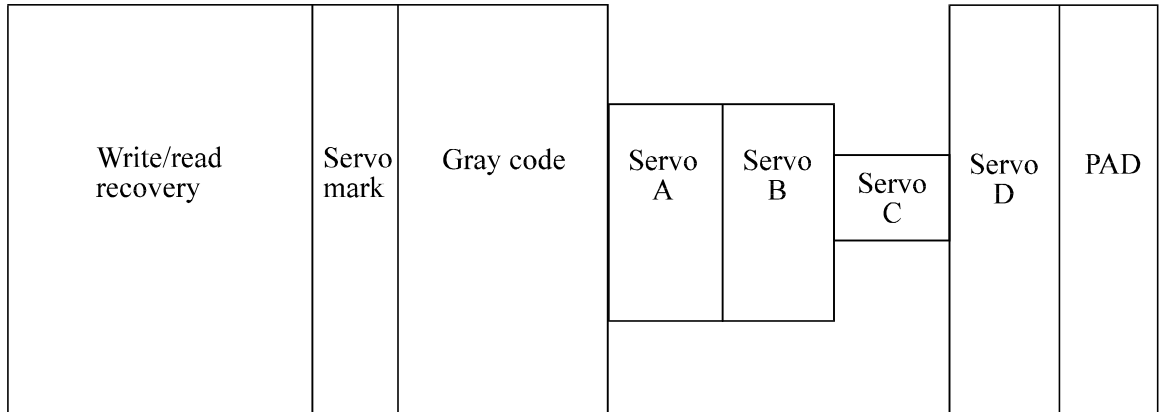 Write/read
recovery
Servo
mark
Gray code
Servo
A
Servo
B
Servo
C
Servo
D
PAD